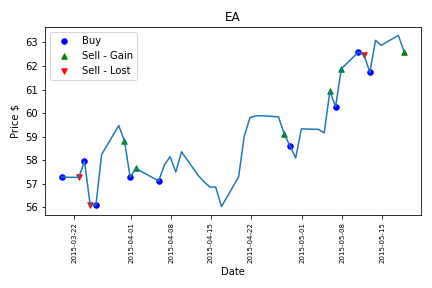 EA
Buy
Sell - Gain
Sell - Lost
Price $
63
62
61
60
59
58
57
56
2015-03-22
2015-04-01
2015-04-08
2015-04-15
2015-04-22
2015-05-01
2015-05-08
2015-05-15
Date